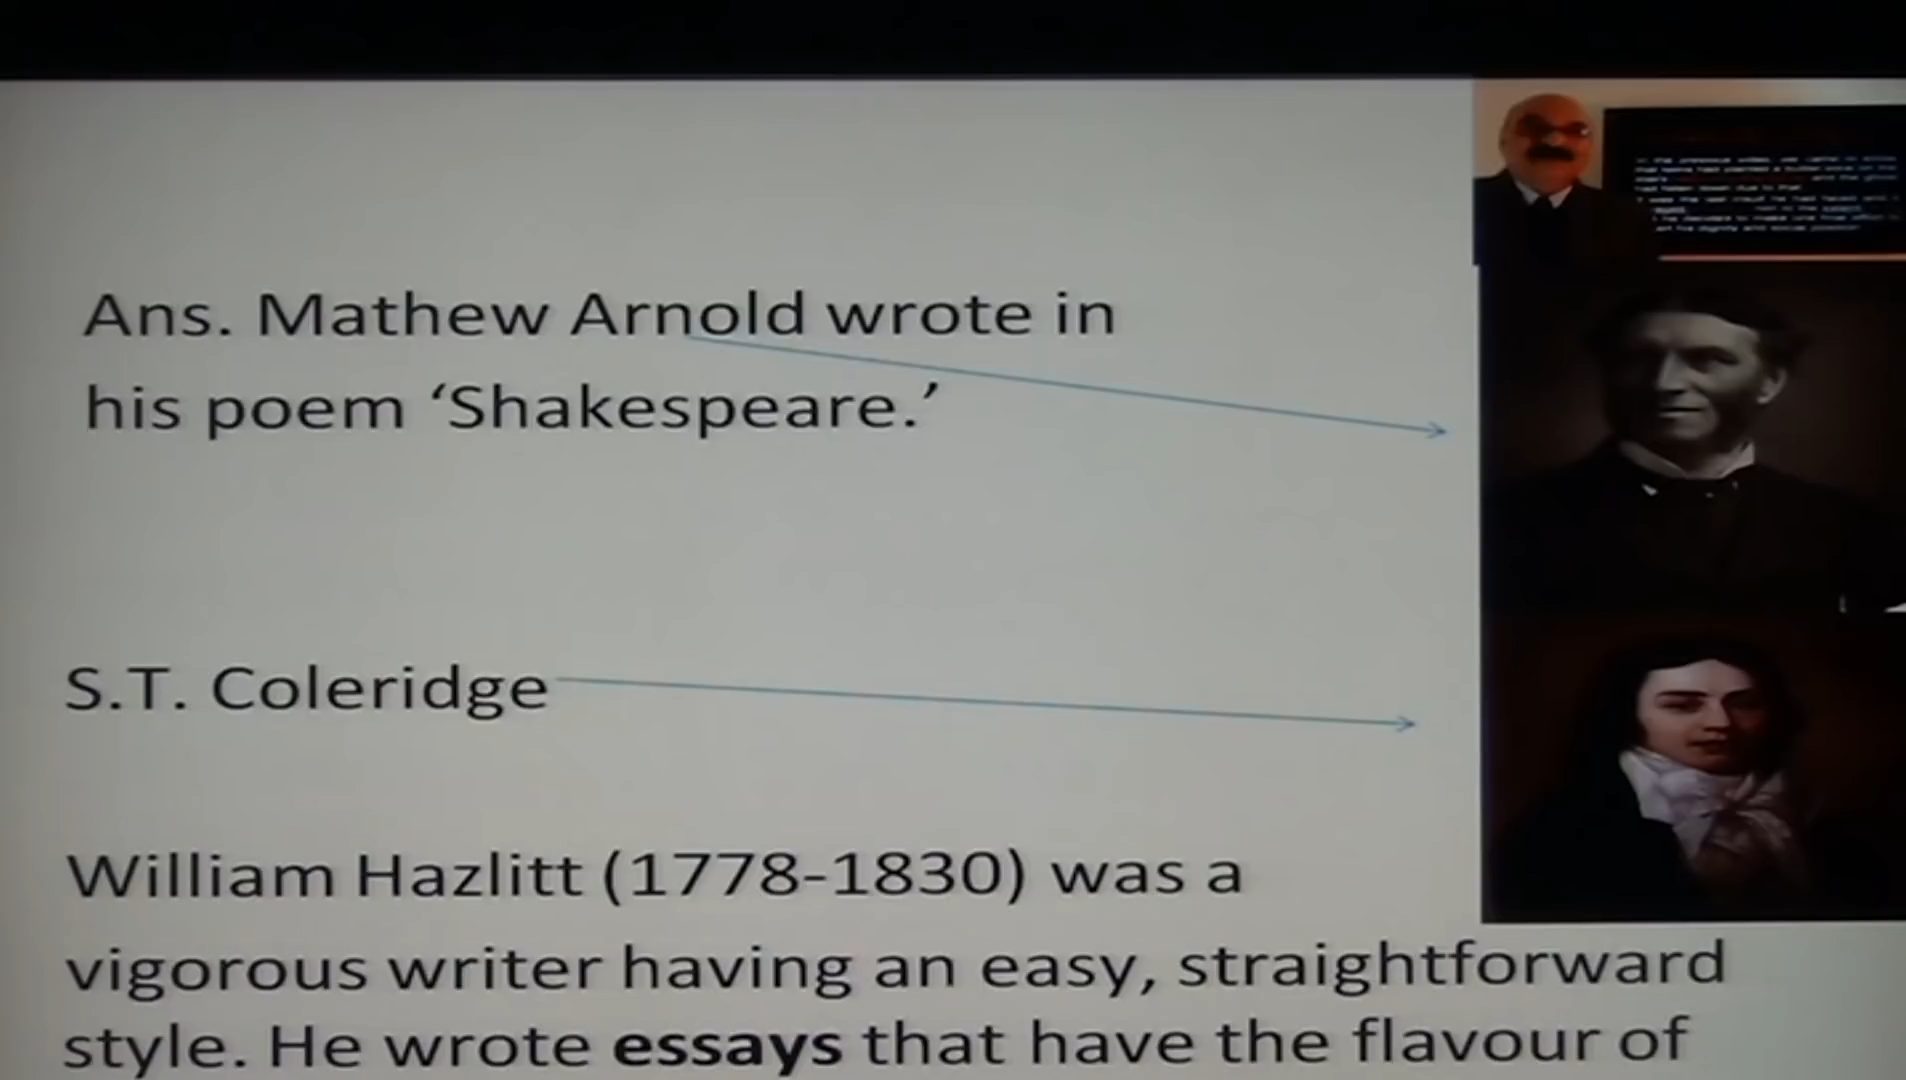 Ans. Mathew Arnold wrote in
his poem ‘Shakespeare.’
S.T. Coleridge
William Hazlitt (1778-1830) was a
vigorous writer having an easy, straightforward
style. He wrote essays that have the flavour of